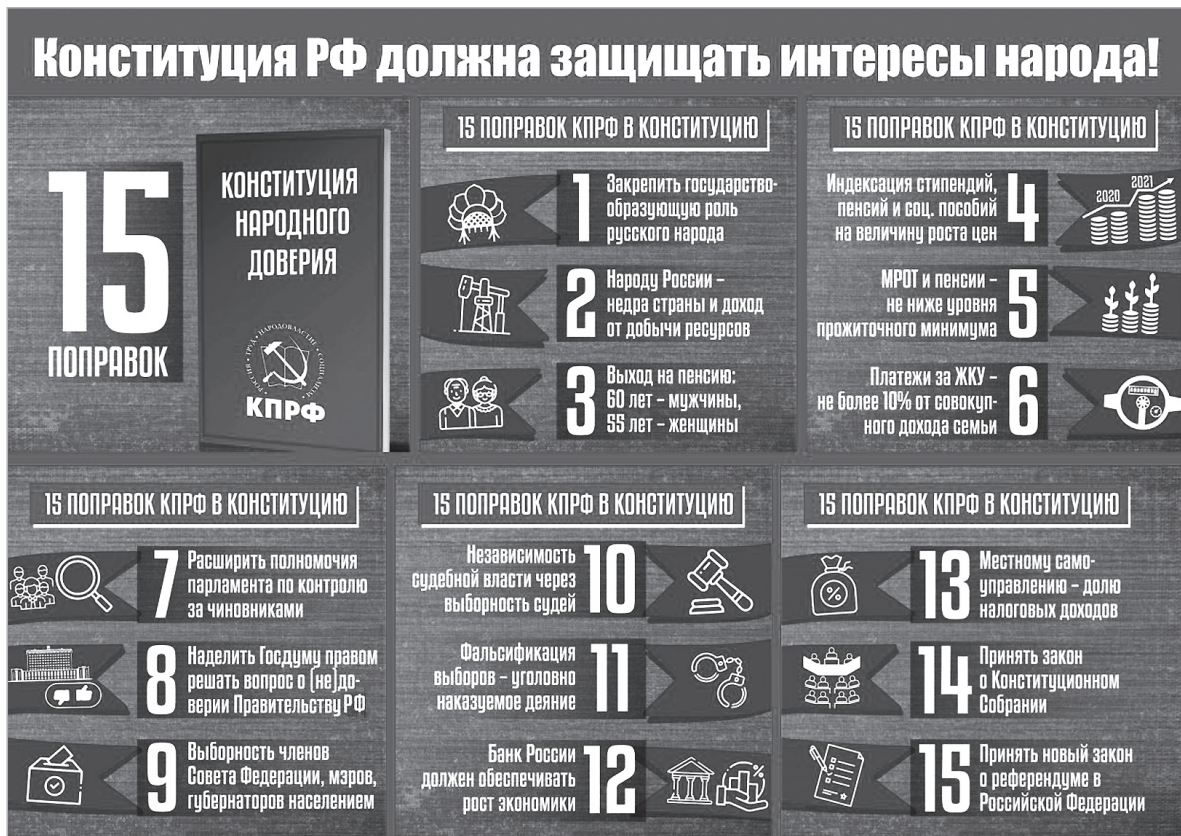 Конституция РФ должна защищать интересы народа!
15
ПОПРАВОК
КОНСТИТУЦИЯ
НАРОДНОГО
ДОВЕРИЯ
РОССИЯ • ТРУД • НАРОДОВЛАСТИЕ • СОЦИАЛИЗМ •
КПРФ
15 ПОПРАВОК КПРФ В КОНСТИТУЦИЮ
1
Закрепить государство-
образующую роль
русского народа
2
Народу России –
недра страны и доход
от добычи ресурсов
3
Выход на пенсию:
60 лет – мужчины,
55 лет – женщины
15 ПОПРАВОК КПРФ В КОНСТИТУЦИЮ
Индексация стипендий,
пенсий и соц. пособий
на величину роста цен
4
2020
2021
МРОТ и пенсии –
не ниже уровня
прожиточного минимума
5
Платежи за ЖКУ –
не более 10% от совокуп-
ного дохода семьи
6
15 ПОПРАВОК КПРФ В КОНСТИТУЦИЮ
7
Расширить полномочия
парламента по контролю
за чиновниками
8
Наделить Госдуму правом
решать вопрос о (не)до-
верии Правительству РФ
9
Выборность членов
Совета Федерации, мэров,
губернаторов населением
15 ПОПРАВОК КПРФ В КОНСТИТУЦИЮ
Независимость
судебной власти через
выборность судей
10
Фальсификация
выборов – уголовно
наказуемое деяние
11
Банк России
должен обеспечивать
рост экономики
12
%
15 ПОПРАВОК КПРФ В КОНСТИТУЦИЮ
%
13
Местному само-
управлению – долю
налоговых доходов
14
Принять закон
о Конституционном
Собрании
15
Принять новый закон
о референдуме в
Российской Федерации